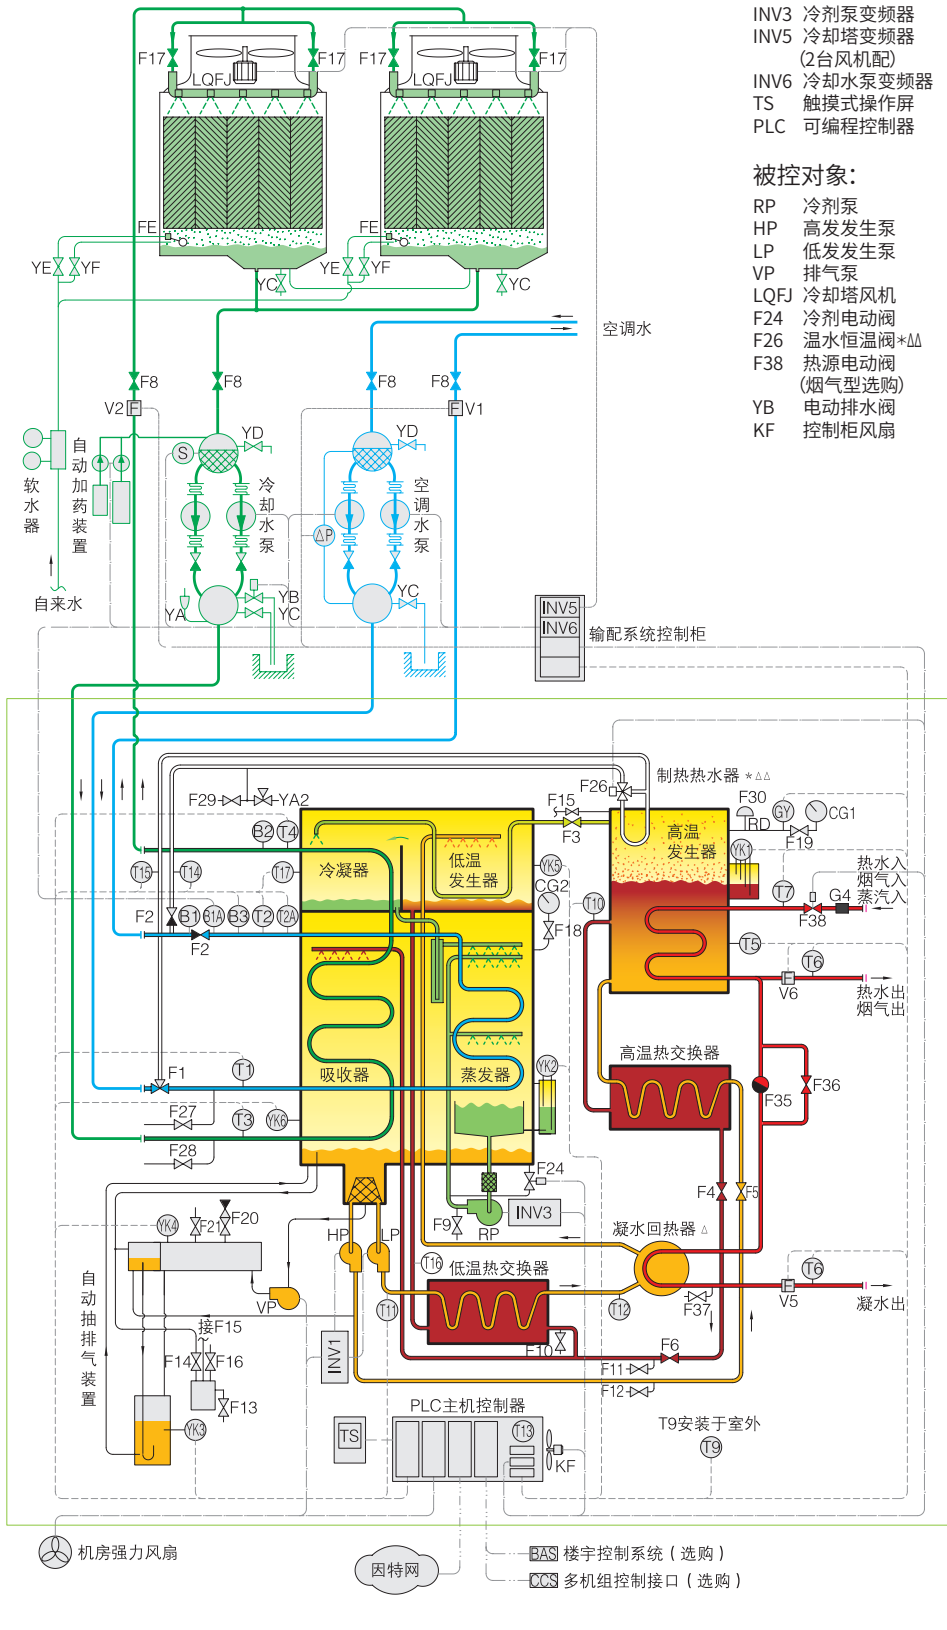 INV3 冷剂泵变频器
INV5 冷却塔变频器
(2台风机配)
INV6 冷却水泵变频器
TS 触摸式操作屏
PLC 可编程控制器
被控对象：
RP 冷剂泵
HP 高发发生泵
LP 低发发生泵
VP 排气泵
LQFJ 冷却塔风机
F24 冷剂电动阀
F26 温水恒温阀*△△
F38 热源电动阀
(烟气型选购)
YB 电动排水阀
KF 控制柜风扇
F17 F17 F17 F17
LQFJ LQFJ
FE FE
YE YF YE YF
YC YC
空调水
F8 F8 F8 F8
V2 F F V1
YD YD
S
自动加药装置
软水器
冷却水泵
空调水泵
△P
自来水
YA
YB
YC
YC
INV5
INV6
输配系统控制柜
制热热水器 *△△
F26
F29 YA2
F15
F3
F30
RD
GY
CG1
F19
B2 T4
冷凝器
低温
发生器
高温
发生器
YK5
CG2
YK1
热水入
烟气入
蒸汽入
T15 T14 T17
T10
T7
G4
F38
F2 B1 B1A B3 T2 T2A
F2
F18
T5
T6
F
V6
热水出
烟气出
高温热交换器
F1 T1
吸收器
蒸发器
YK2
F36
F35
F27
T3 YK6
F28
F24
F4 F5
INV3
F9
RP
YK4
F21 F20
HP LP
凝水回热器 △
T16
低温热交换器
T6
F
V5
凝水出
VP
T11
T12
F37
自动抽排气装置
接F15
F14 F16
INV1
F10
F6
F11
F12
F13
YK3
PLC主机控制器
TS
T13
KF
T9安装于室外
T9
机房强力风扇
因特网
BAS 楼宇控制系统（选购）
CCS 多机组控制接口（选购）